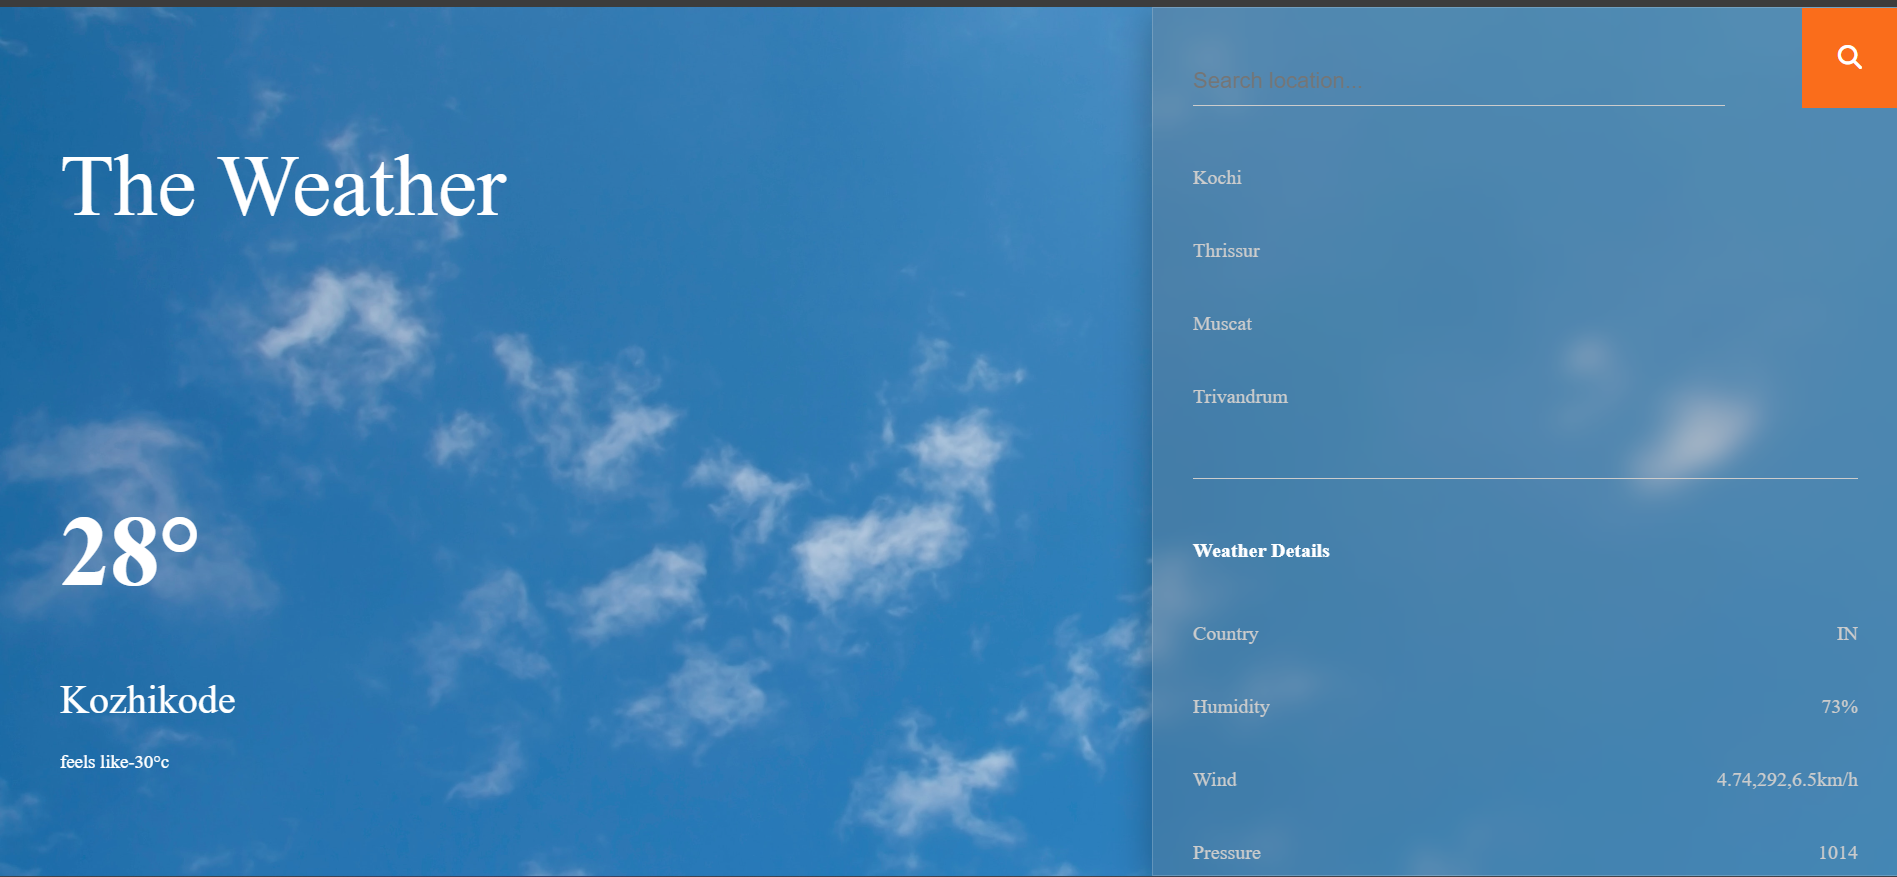 The Weather
28°
Kozhikode
feels like-30°c
Search location...
Kochi
Thrissur
Muscat
Trivandrum
Weather Details
Country IN
Humidity 73%
Wind 4.74,292,6.5km/h
Pressure 1014